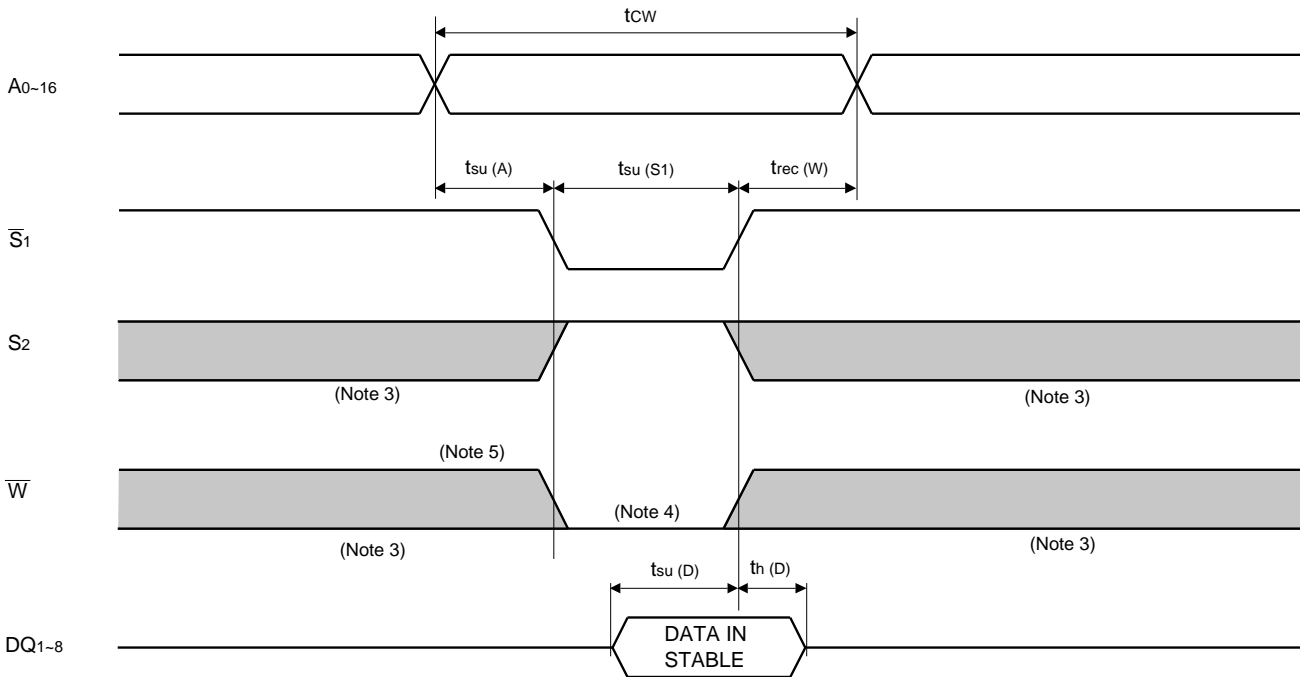 tCW
A0~16
tsu (A) tsu (S1) trec (W)
S̅1
S2
(Note 3) (Note 3)
(Note 5)
W̅
(Note 4)
(Note 3) (Note 3)
tsu (D) th (D)
DQ1~8
DATA IN
STABLE